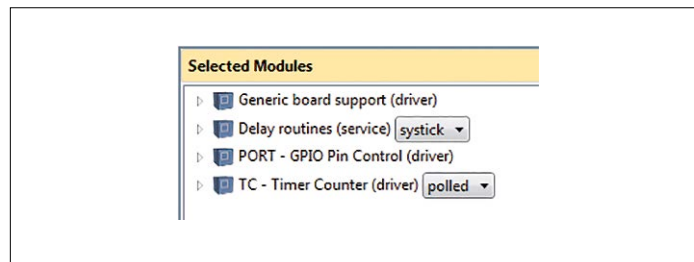 Selected Modules
Generic board support (driver)
Delay routines (service) systick
PORT - GPIO Pin Control (driver)
TC - Timer Counter (driver) polled